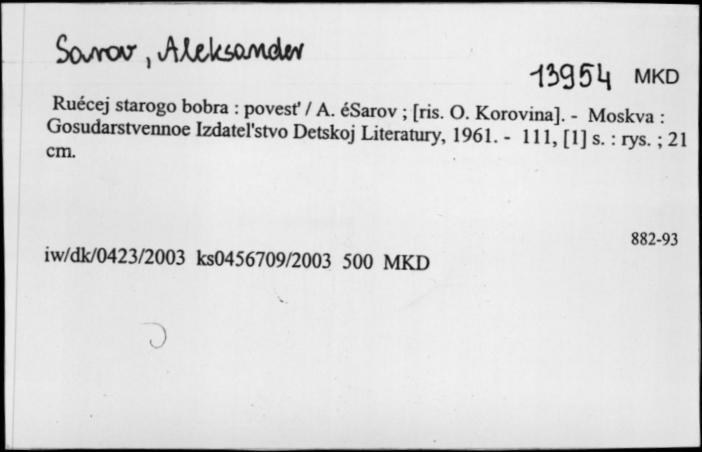 Sarov, Aleksander
13954 MKD
Ruécej starogo bobra : povest' / A. éSarov ; [ris. O. Korovina]. - Moskva :
Gosudarstvennoe Izdatel'stvo Detskoj Literatury, 1961. - 111, [1] s. : rys. ; 21
cm.
882-93
iw/dk/0423/2003 ks0456709/2003 500 MKD